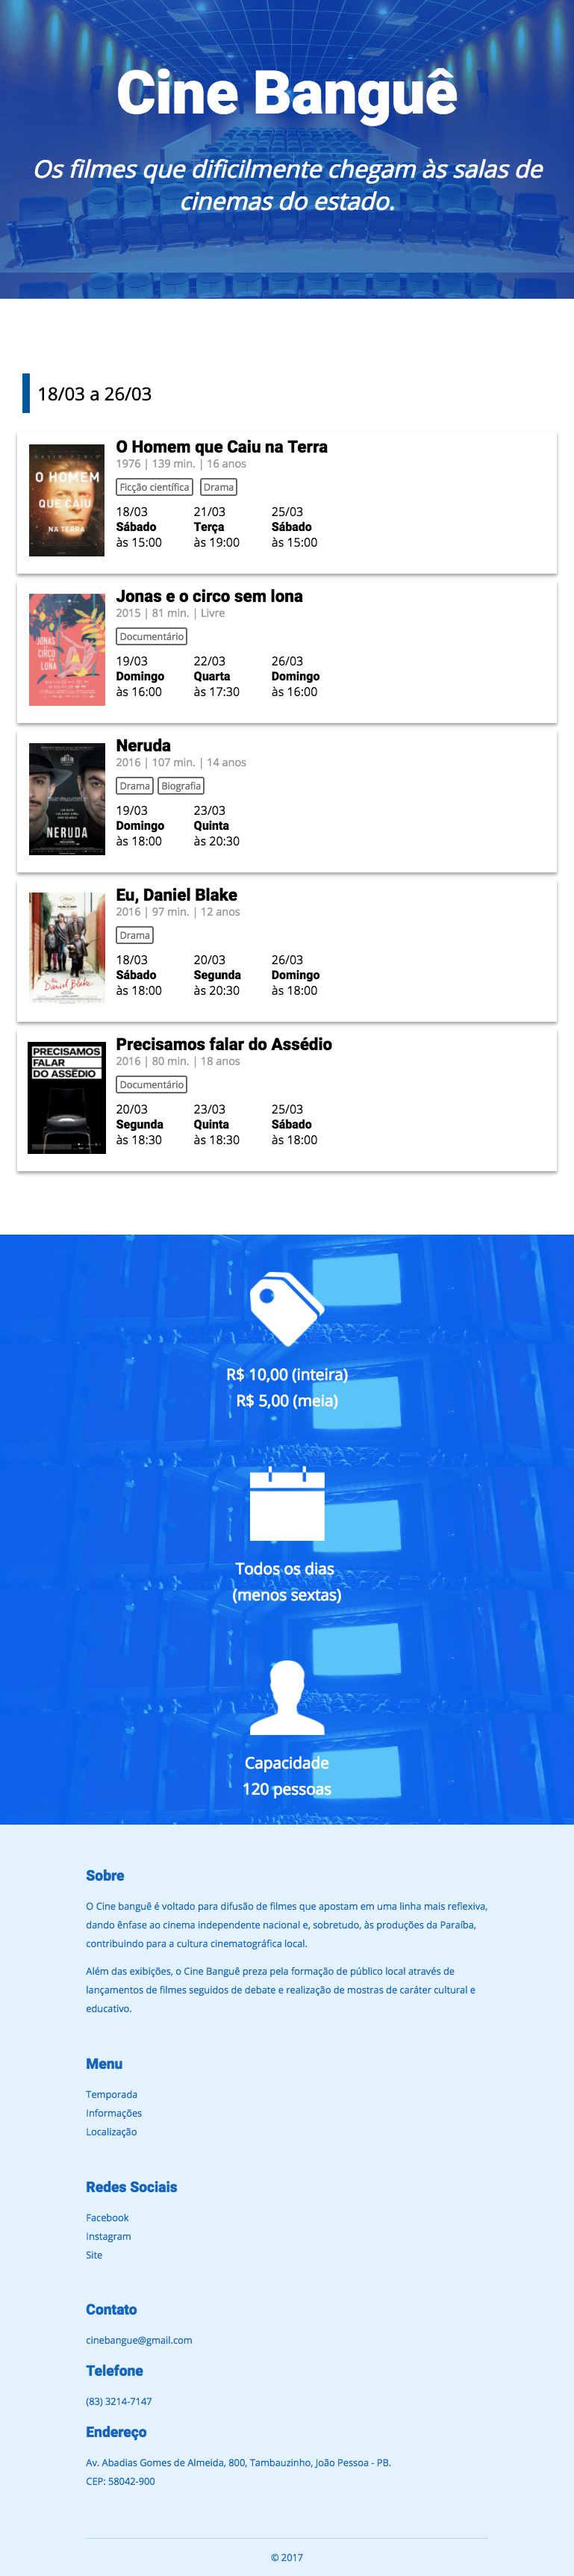 Cine Banguê
Os filmes que dificilmente chegam às salas de
cinemas do estado.
18/03 a 26/03
O HOMEM
QUE CAIU
NA TERRA
O Homem que Caiu na Terra
1976 | 139 min. | 16 anos
Ficção científica Drama
18/03 21/03 25/03
Sábado Terça Sábado
às 15:00 às 19:00 às 15:00
JONAS
CIRCO
LONA
Jonas e o circo sem lona
2015 | 81 min. | Livre
Documentário
19/03 22/03 26/03
Domingo Quarta Domingo
às 16:00 às 17:30 às 16:00
NERUDA
Neruda
2016 | 107 min. | 14 anos
Drama Biografia
19/03 23/03
Domingo Quinta
às 18:00 às 20:30
Eu, Daniel Blake
Eu, Daniel Blake
2016 | 97 min. | 12 anos
Drama
18/03 20/03 26/03
Sábado Segunda Domingo
às 18:00 às 20:30 às 18:00
PRECISAMOS
FALAR
DO ASSÉDIO
Precisamos falar do Assédio
2016 | 80 min. | 18 anos
Documentário
20/03 23/03 25/03
Segunda Quinta Sábado
às 18:30 às 18:30 às 18:00
R$ 10,00 (inteira)
R$ 5,00 (meia)
Todos os dias
(menos sextas)
Capacidade
120 pessoas
Sobre
O Cine banguê é voltado para difusão de filmes que apostam em uma linha mais reflexiva,
dando ênfase ao cinema independente nacional e, sobretudo, às produções da Paraíba,
contribuindo para a cultura cinematográfica local.
Além das exibições, o Cine Banguê preza pela formação de público local através de
lançamentos de filmes seguidos de debate e realização de mostras de caráter cultural e
educativo.
Menu
Temporada
Informações
Localização
Redes Sociais
Facebook
Instagram
Site
Contato
cinebangue@gmail.com
Telefone
(83) 3214-7147
Endereço
Av. Abadias Gomes de Almeida, 800, Tambauzinho, João Pessoa - PB.
CEP: 58042-900
© 2017